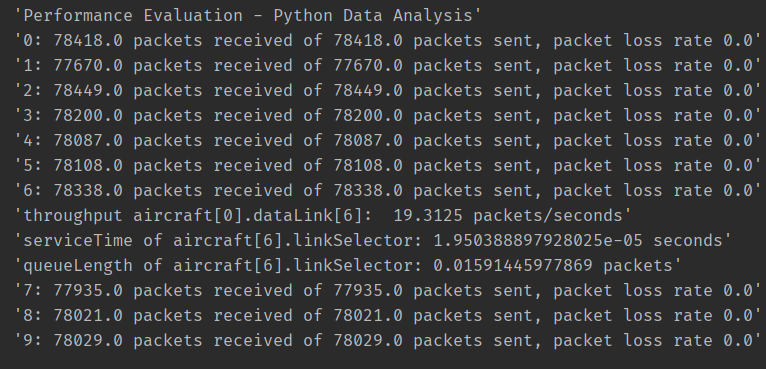 'Performance Evaluation - Python Data Analysis'
'0: 78418.0 packets received of 78418.0 packets sent, packet loss rate 0.0'
'1: 77670.0 packets received of 77670.0 packets sent, packet loss rate 0.0'
'2: 78449.0 packets received of 78449.0 packets sent, packet loss rate 0.0'
'3: 78200.0 packets received of 78200.0 packets sent, packet loss rate 0.0'
'4: 78087.0 packets received of 78087.0 packets sent, packet loss rate 0.0'
'5: 78108.0 packets received of 78108.0 packets sent, packet loss rate 0.0'
'6: 78338.0 packets received of 78338.0 packets sent, packet loss rate 0.0'
'throughput aircraft[0].dataLink[6]:  19.3125 packets/seconds'
'serviceTime of aircraft[6].linkSelector: 1.950388897928025e-05 seconds'
'queueLength of aircraft[6].linkSelector: 0.01591445977869 packets'
'7: 77935.0 packets received of 77935.0 packets sent, packet loss rate 0.0'
'8: 78021.0 packets received of 78021.0 packets sent, packet loss rate 0.0'
'9: 78029.0 packets received of 78029.0 packets sent, packet loss rate 0.0'